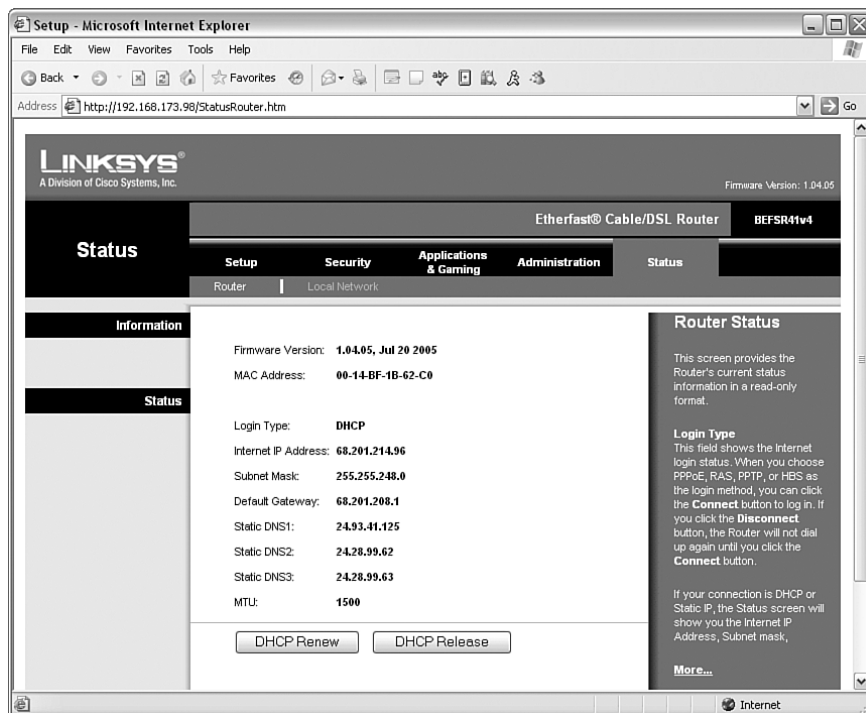 Setup - Microsoft Internet Explorer
File Edit View Favorites Tools Help
Back Favorites
Address http://192.168.173.98/StatusRouter.htm Go
LINKSYS®
A Division of Cisco Systems, Inc.
Firmware Version: 1.04.05
Etherfast® Cable/DSL Router BEFSR41v4
Status
Setup Security Applications & Gaming Administration Status
Router Local Network
Information
Firmware Version: 1.04.05, Jul 20 2005
MAC Address: 00-14-BF-1B-62-C0
Status
Login Type: DHCP
Internet IP Address: 68.201.214.96
Subnet Mask: 255.255.248.0
Default Gateway: 68.201.208.1
Static DNS1: 24.93.41.125
Static DNS2: 24.28.99.62
Static DNS3: 24.28.99.63
MTU: 1500
DHCP Renew DHCP Release
Router Status
This screen provides the
Router's current status
information in a read-only
format.
Login Type
This field shows the Internet
login status. When you choose
PPPoE, RAS, PPTP, or HBS as
the login method, you can click
the Connect button to log in. If
you click the Disconnect
button, the Router will not dial
up again until you click the
Connect button.
If your connection is DHCP or
Static IP, the Status screen will
show you the Internet IP
Address, Subnet mask,
More...
Internet